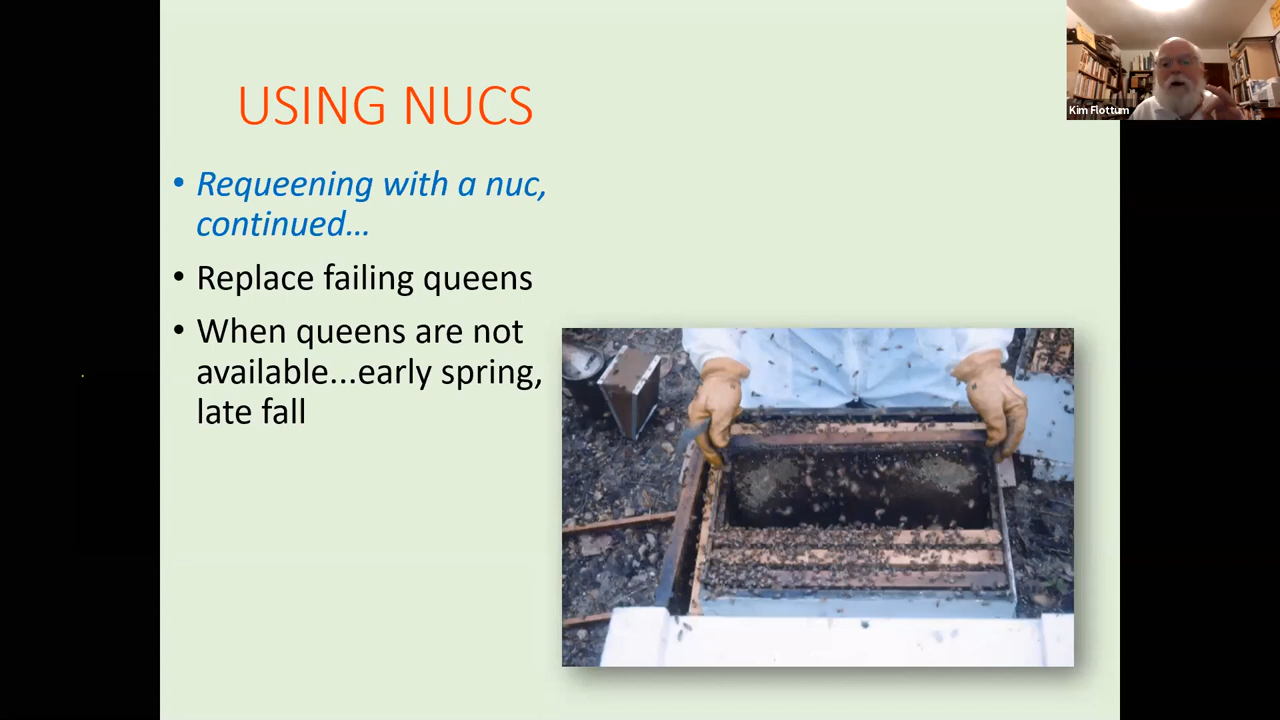 Kim Flottum
USING NUCS
• Requeening with a nuc,
continued...
• Replace failing queens
• When queens are not
available...early spring,
late fall